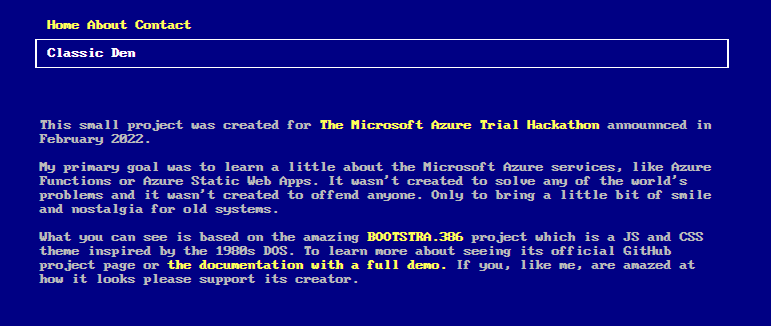 Home About Contact
Classic Den
This small project was created for The Microsoft Azure Trial Hackathon announnced in
February 2022.
My primary goal was to learn a little about the Microsoft Azure services, like Azure
Functions or Azure Static Web Apps. It wasn't created to solve any of the world's
problems and it wasn't created to offend anyone. Only to bring a little bit of smile
and nostalgia for old systems.
What you can see is based on the amazing BOOTSTRA.386 project which is a JS and CSS
theme inspired by the 1980s DOS. To learn more about seeing its official GitHub
project page or the documentation with a full demo. If you, like me, are amazed at
how it looks please support its creator.